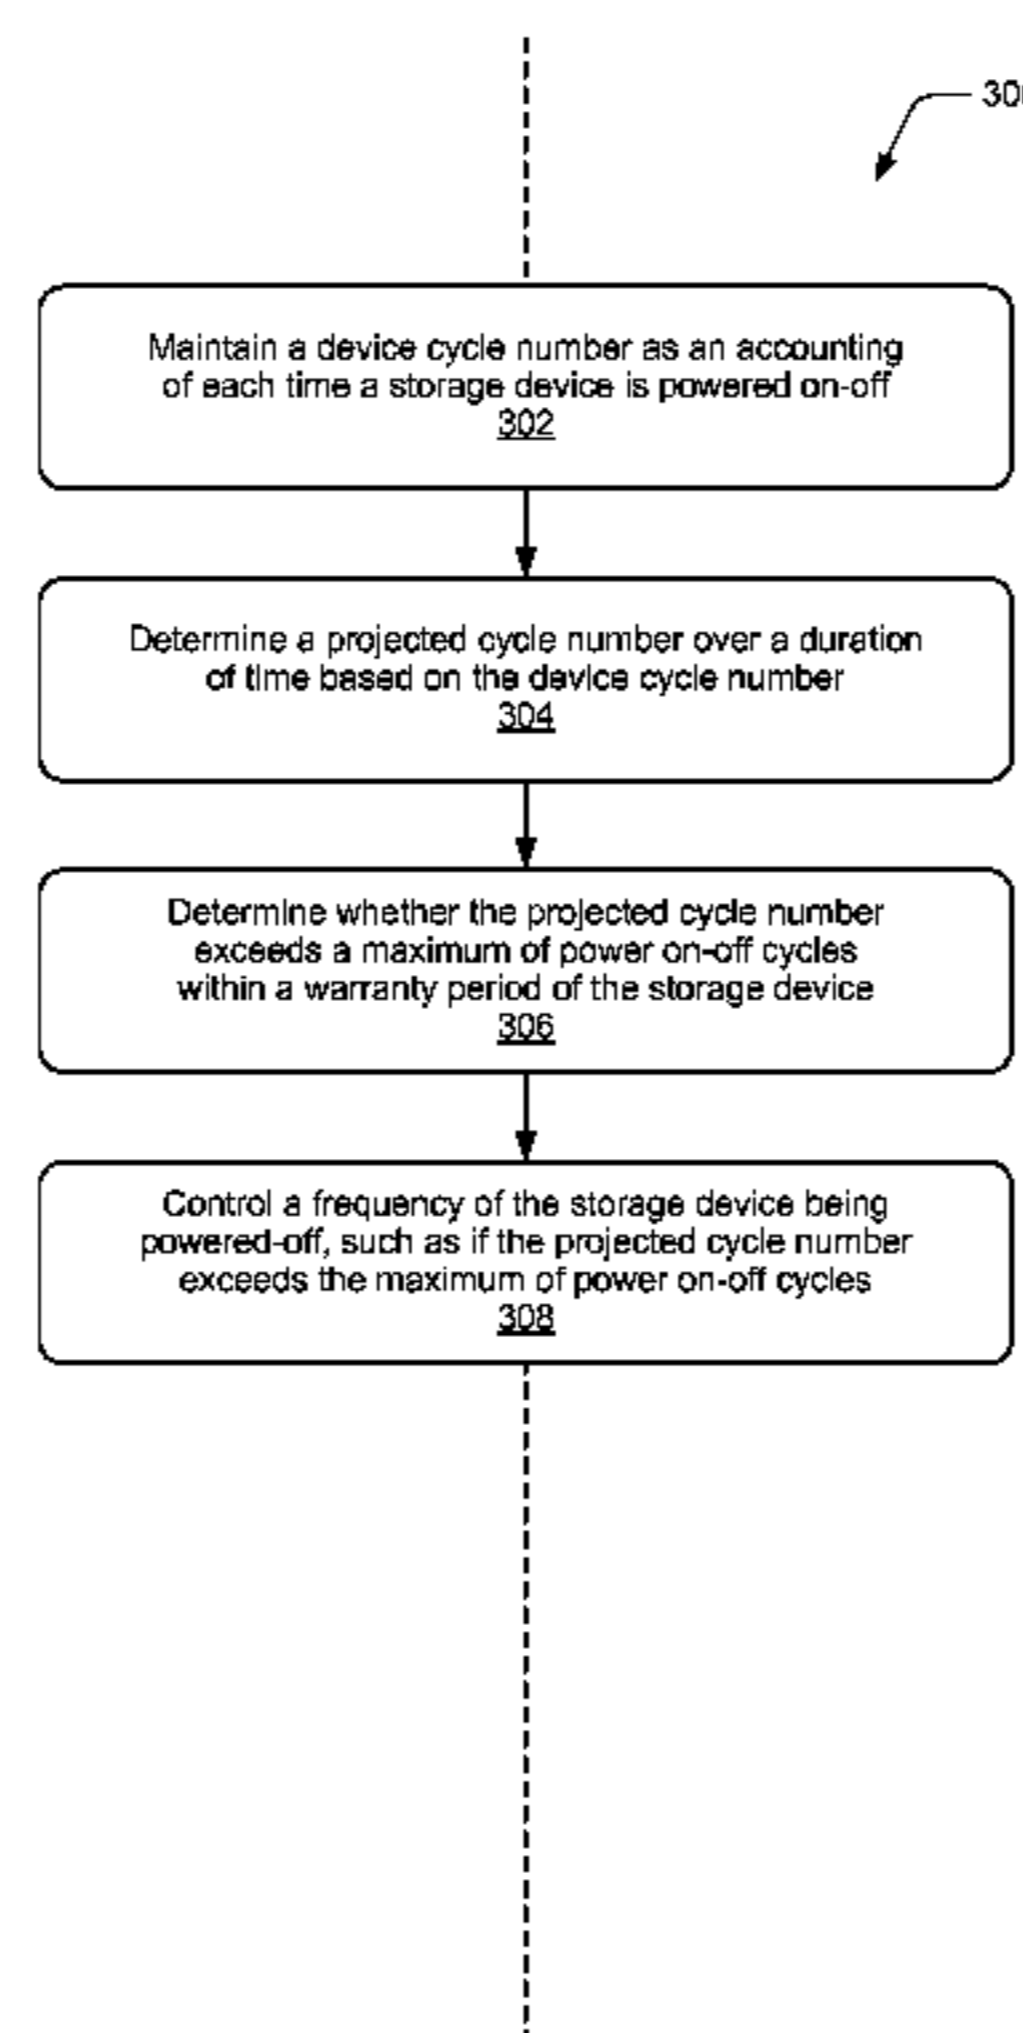 Maintain a device cycle number as an accounting
of each time a storage device is powered on-off
302
Determine a projected cycle number over a duration
of time based on the device cycle number
304
Determine whether the projected cycle number
exceeds a maximum of power on-off cycles
within a warranty period of the storage device
306
Control a frequency of the storage device being
powered-off, such as if the projected cycle number
exceeds the maximum of power on-off cycles
308